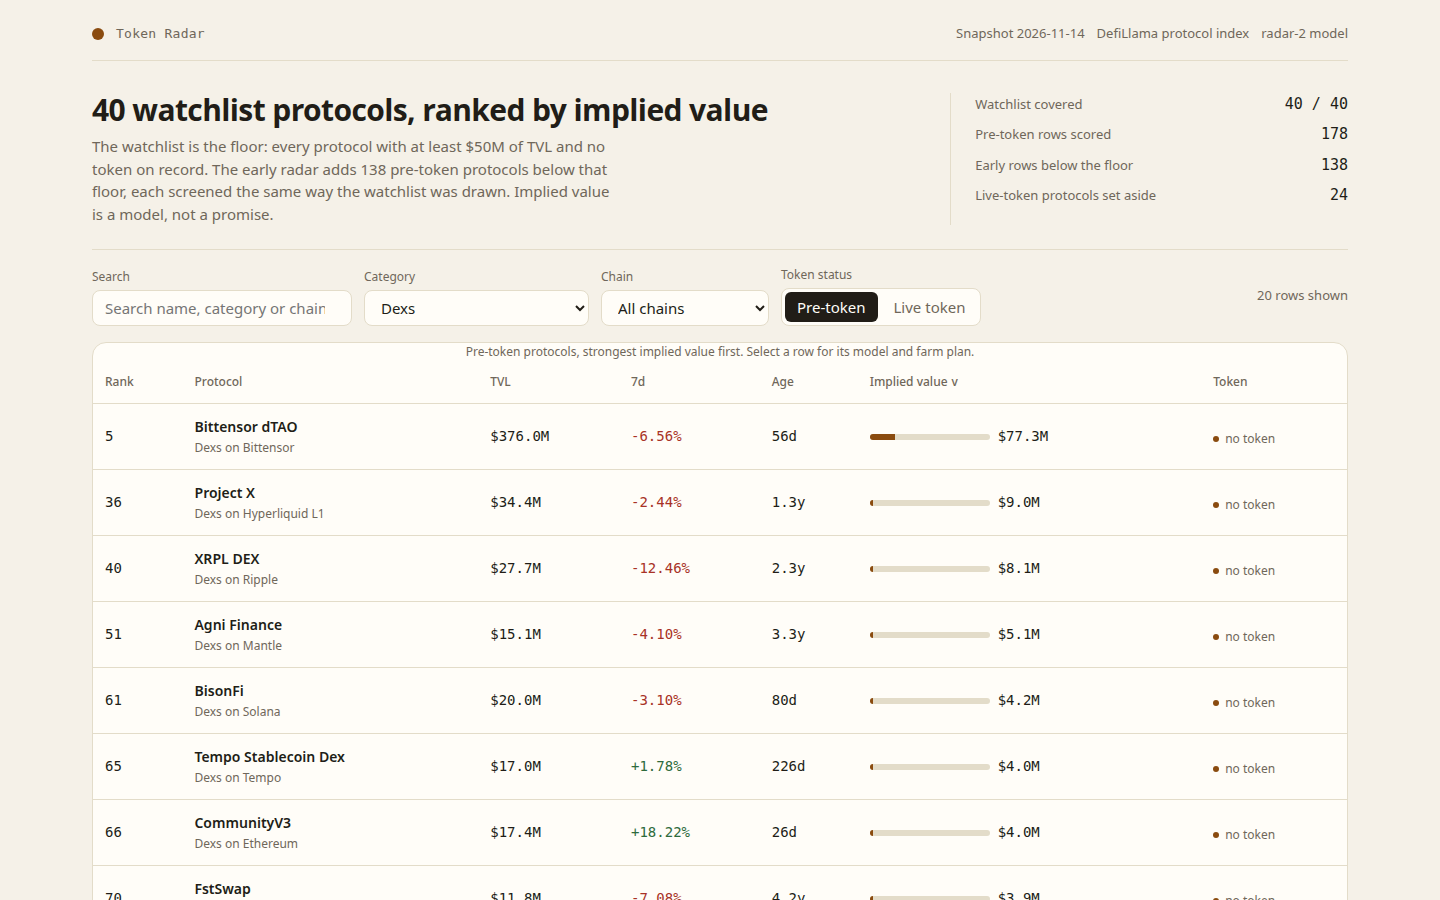 Token Radar
Snapshot 2026-11-14 DefiLlama protocol index radar-2 model
40 watchlist protocols, ranked by implied value
The watchlist is the floor: every protocol with at least $50M of TVL and no
token on record. The early radar adds 138 pre-token protocols below that
floor, each screened the same way the watchlist was drawn. Implied value
is a model, not a promise.
Watchlist covered 40 / 40
Pre-token rows scored 178
Early rows below the floor 138
Live-token protocols set aside 24
Search Category Chain Token status
Search name, category or chain Dexs All chains Pre-token Live token
20 rows shown
Pre-token protocols, strongest implied value first. Select a row for its model and farm plan.
Rank Protocol TVL 7d Age Implied value v Token
5 Bittensor dTAO $376.0M -6.56% 56d $77.3M no token
Dexs on Bittensor
36 Project X $34.4M -2.44% 1.3y $9.0M no token
Dexs on Hyperliquid L1
40 XRPL DEX $27.7M -12.46% 2.3y $8.1M no token
Dexs on Ripple
51 Agni Finance $15.1M -4.10% 3.3y $5.1M no token
Dexs on Mantle
61 BisonFi $20.0M -3.10% 80d $4.2M no token
Dexs on Solana
65 Tempo Stablecoin Dex $17.0M +1.78% 226d $4.0M no token
Dexs on Tempo
66 CommunityV3 $17.4M +18.22% 26d $4.0M no token
Dexs on Ethereum
70 FstSwap $11.8M -7.08% 4.2y $3.9M no token